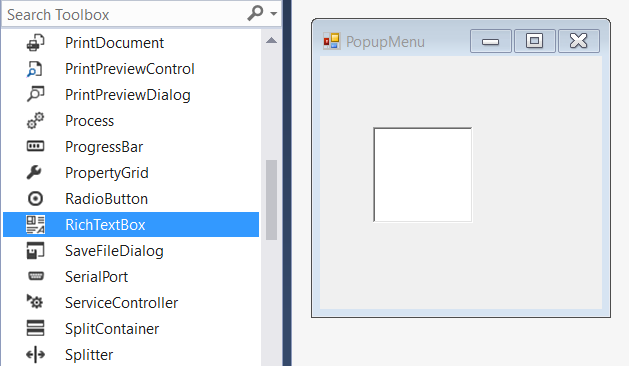 Search Toolbox
PrintDocument
PrintPreviewControl
PrintPreviewDialog
Process
ProgressBar
PropertyGrid
RadioButton
RichTextBox
SaveFileDialog
SerialPort
ServiceController
SplitContainer
Splitter
PopupMenu